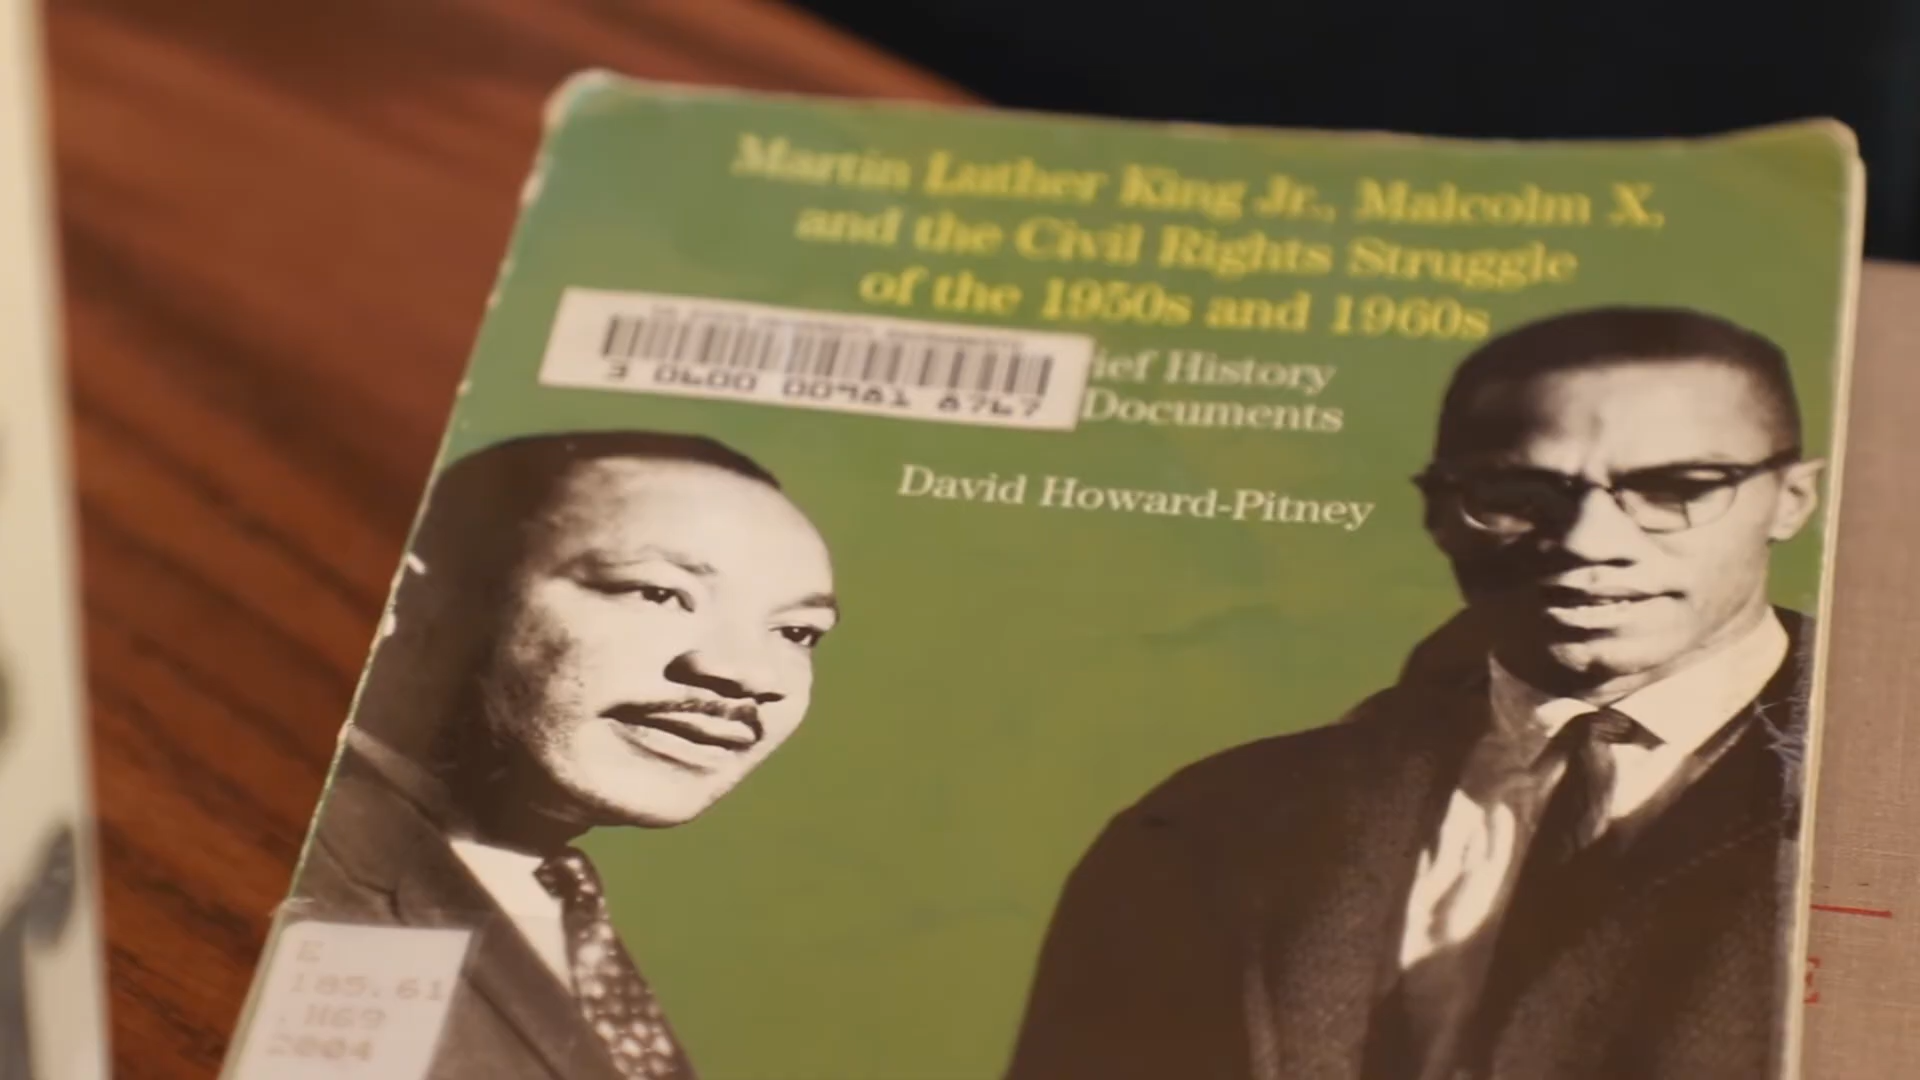 Martin Luther King Jr., Malcolm X,
and the Civil Rights Struggle
of the 1950s and 1960s
ief History
Documents
3 0600 00981 8767
David Howard-Pitney
E
185.61
.H69
2004